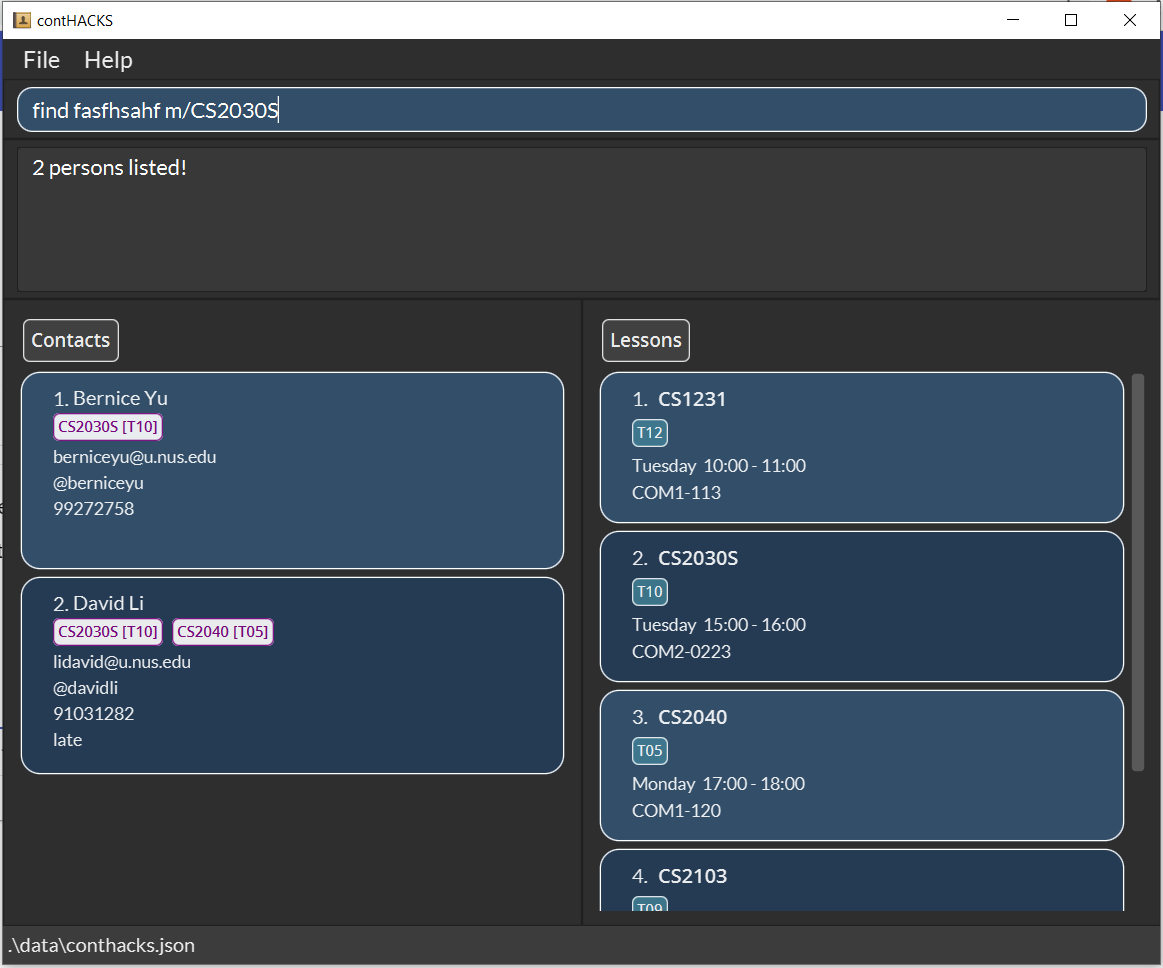 contHACKS
File Help
find fasfhsahf m/CS2030S
2 persons listed!
Contacts
1. Bernice Yu
CS2030S [T10]
berniceyu@u.nus.edu
@berniceyu
99272758
2. David Li
CS2030S [T10] CS2040 [T05]
lidavid@u.nus.edu
@davidli
91031282
late
Lessons
1. CS1231
T12
Tuesday 10:00 - 11:00
COM1-113
2. CS2030S
T10
Tuesday 15:00 - 16:00
COM2-0223
3. CS2040
T05
Monday 17:00 - 18:00
COM1-120
4. CS2103
T09
.\data\conthacks.json